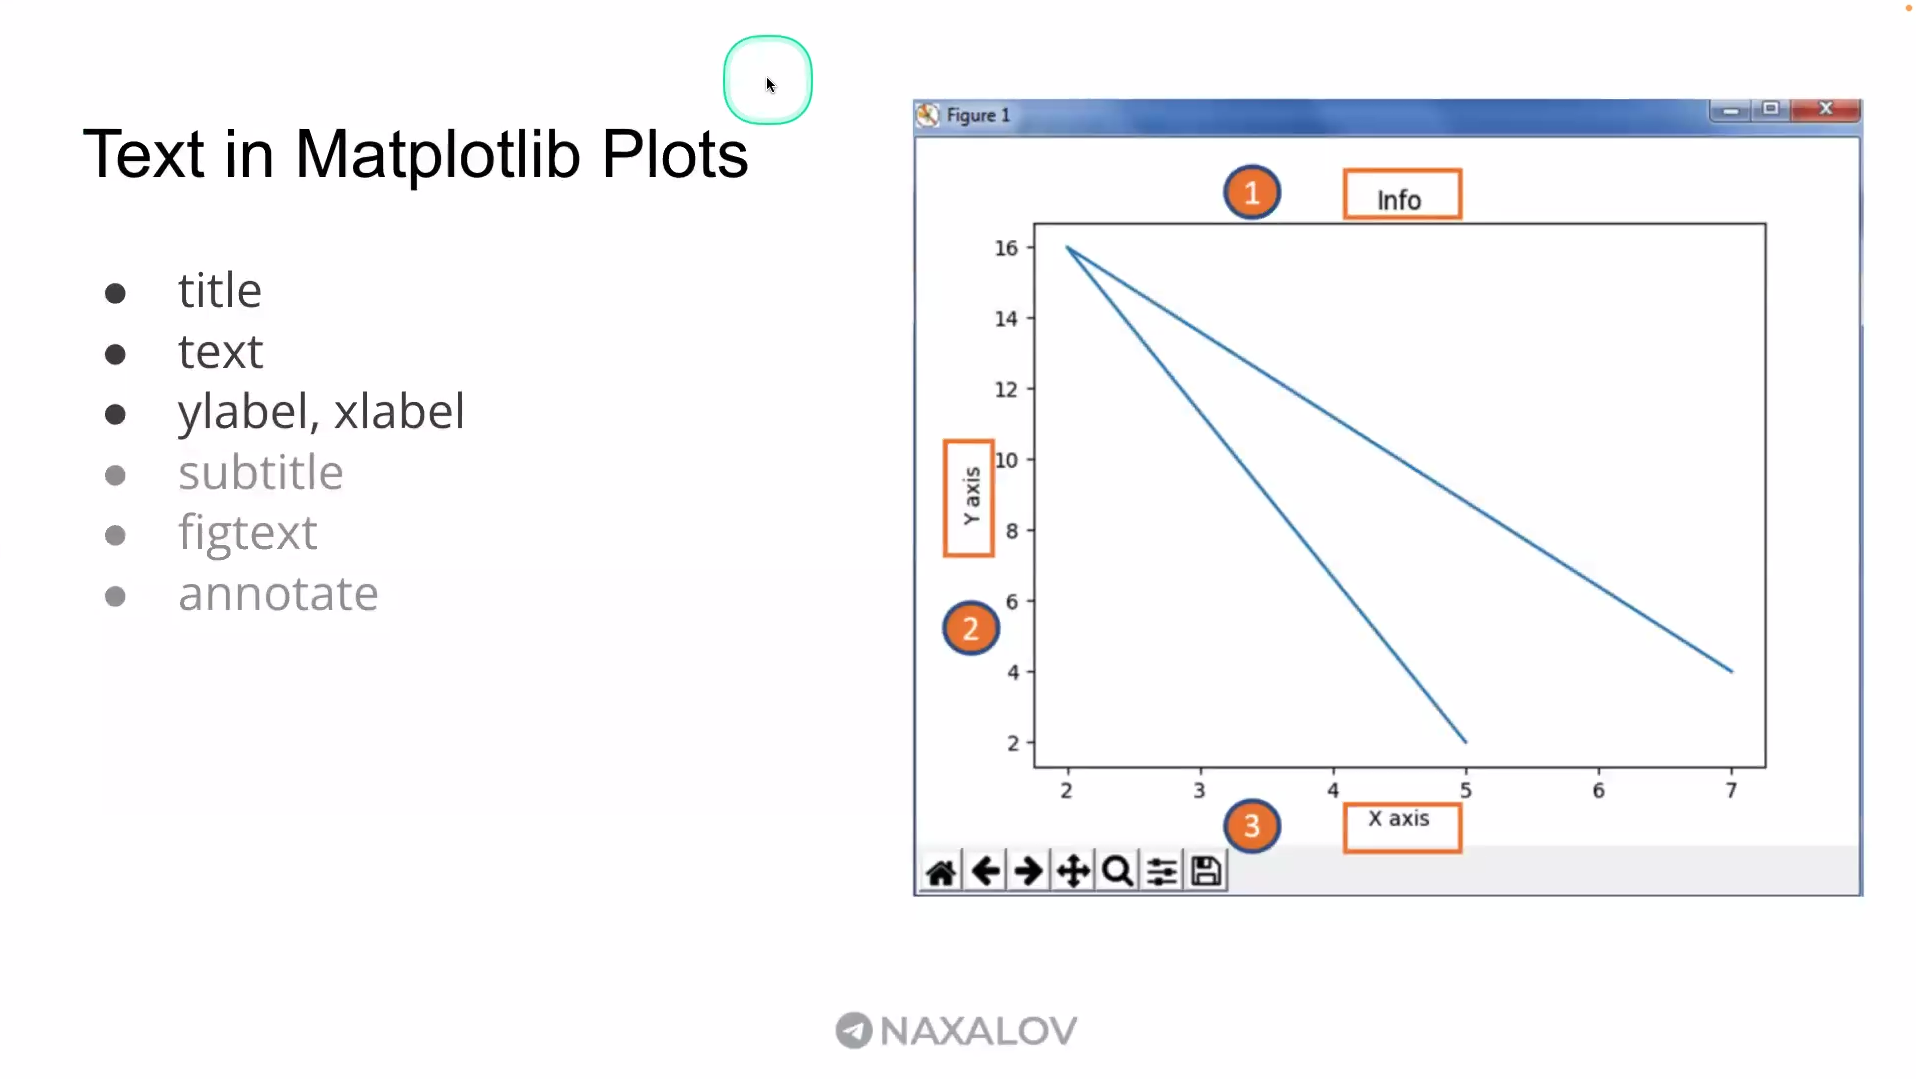 Text in Matplotlib Plots
● title
● text
● ylabel, xlabel
● subtitle
● figtext
● annotate
Figure 1
1
Info
16
14
12
10
8
6
4
2
Y axis
2
2 3 4 5 6 7
3
X axis
NAXALOV